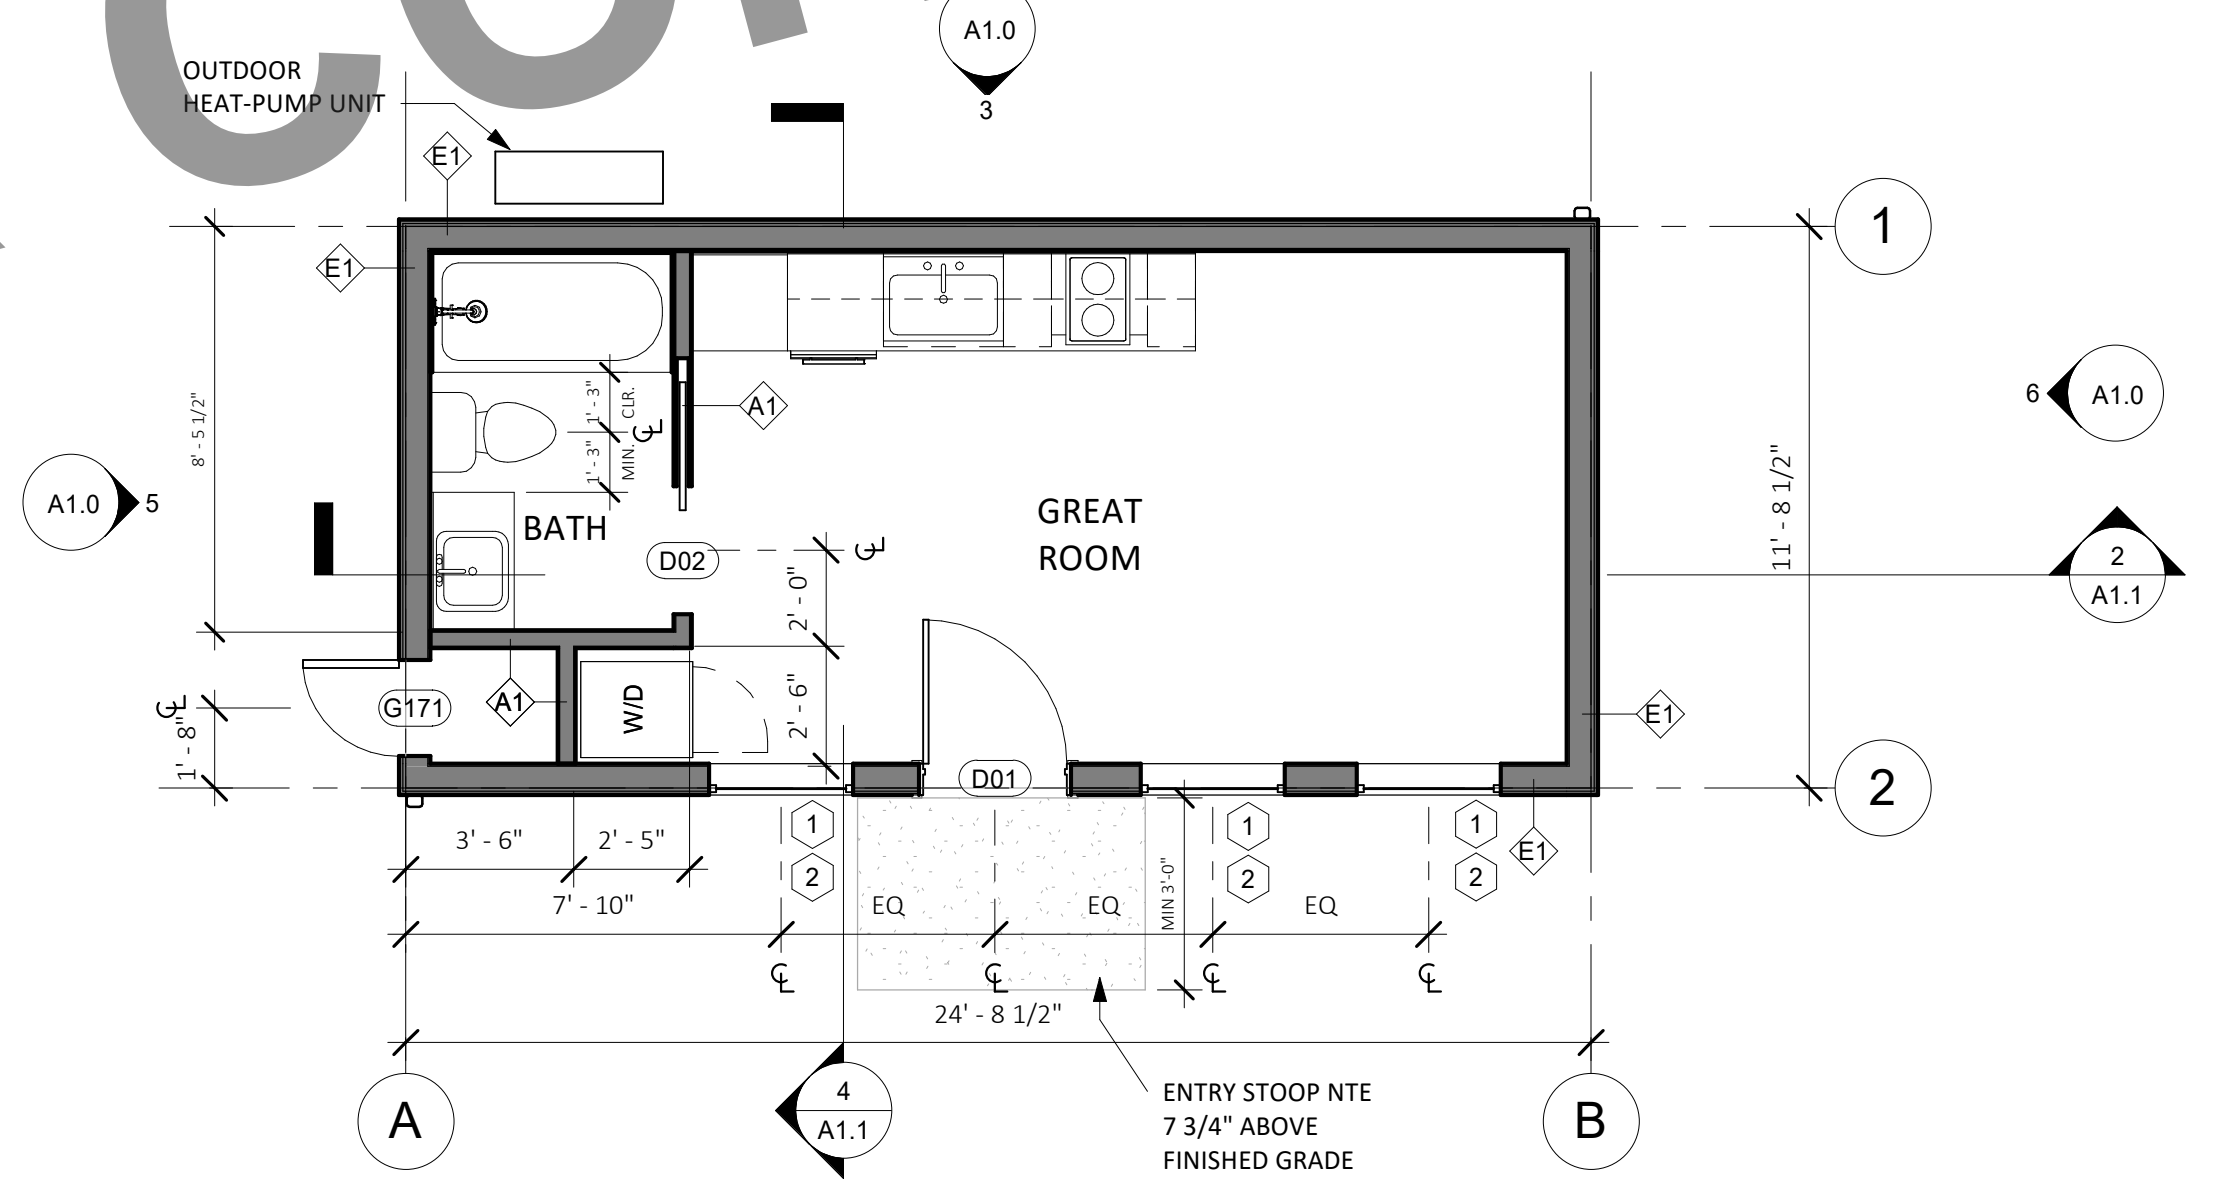 A1.0
3
OUTDOOR
HEAT-PUMP UNIT
E1
1
E1
8' - 5 1/2"
1' - 3"
CLR.
A1
A1.0
6
1' - 3"
MIN.
11' - 8 1/2"
A1.0
5
BATH
GREAT
ROOM
D02
2' - 0"
2
A1.1
G171
A1
W/D
2' - 6"
E1
1' - 8"
D01
2
3' - 6"
2' - 5"
1
2
1
2
1
2
E1
7' - 10"
EQ
EQ
MIN 3'-0"
EQ
24' - 8 1/2"
4
A1.1
A
B
ENTRY STOOP NTE
7 3/4" ABOVE
FINISHED GRADE